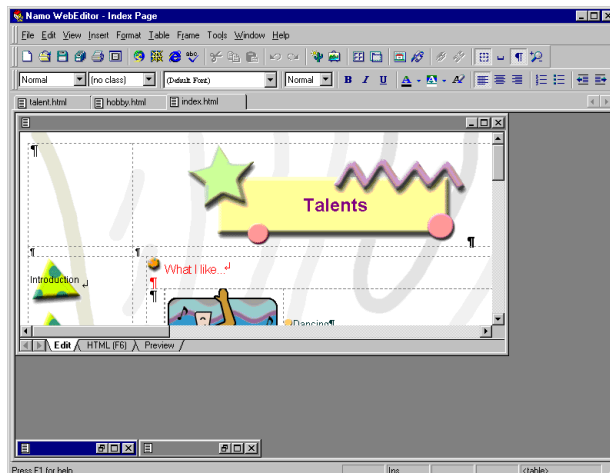 Namo WebEditor - Index Page
File Edit View Insert Format Table Frame Tools Window Help
Normal (no class) (Default Font) Normal B I U A A A
talent.html hobby.html index.html
Talents
What I like...
Introduction
Dancing
Edit HTML (F6) Preview
Press F1 for help Ins <table>